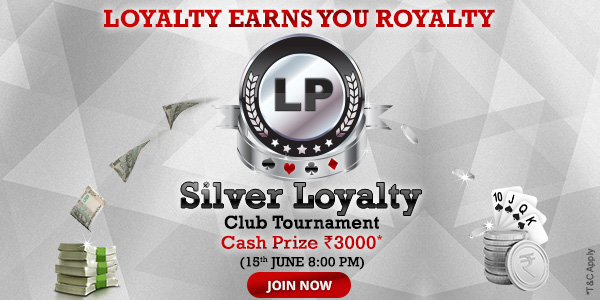 LOYALTY EARNS YOU ROYALTY
LP
Silver Loyalty
Club Tournament
Cash Prize ₹3000*
(15th JUNE 8:00 PM)
JOIN NOW
10 J Q K
₹
*T&C Apply